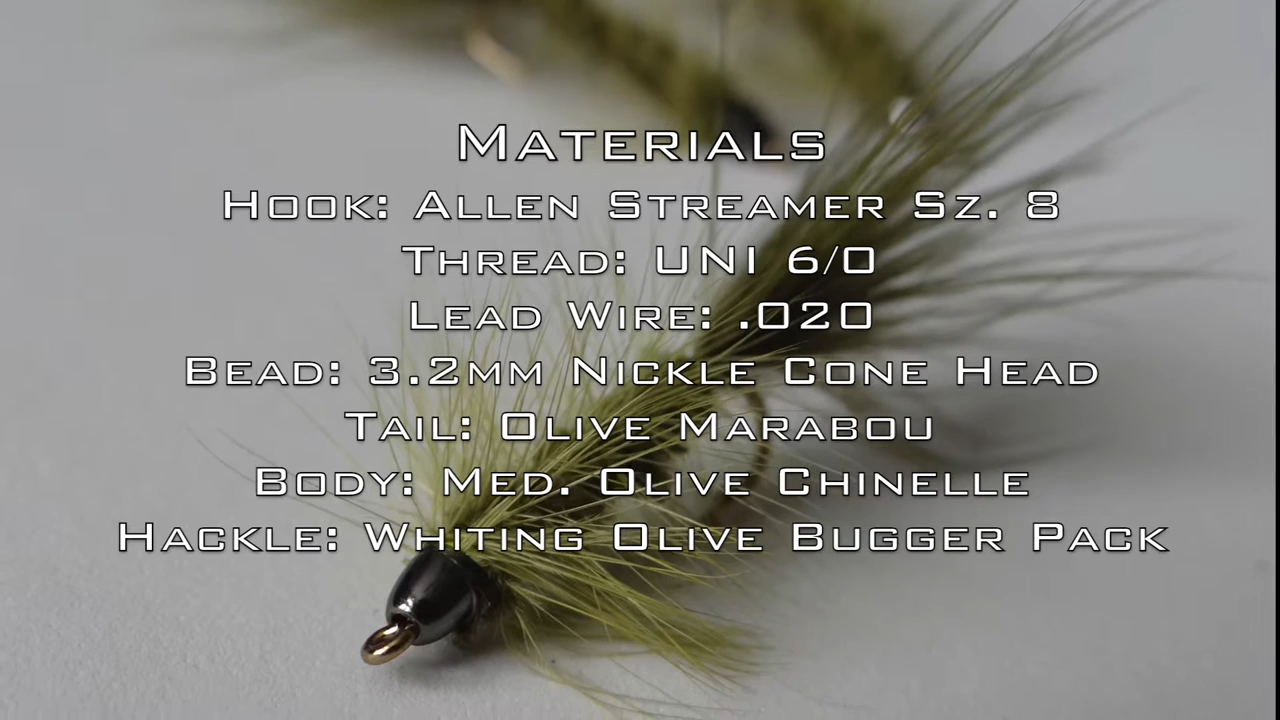 Materials
Hook: Allen Streamer Sz. 8
Thread: UNI 6/0
Lead Wire: .020
Bead: 3.2mm Nickle Cone Head
Tail: Olive Marabou
Body: Med. Olive Chinelle
Hackle: Whiting Olive Bugger Pack